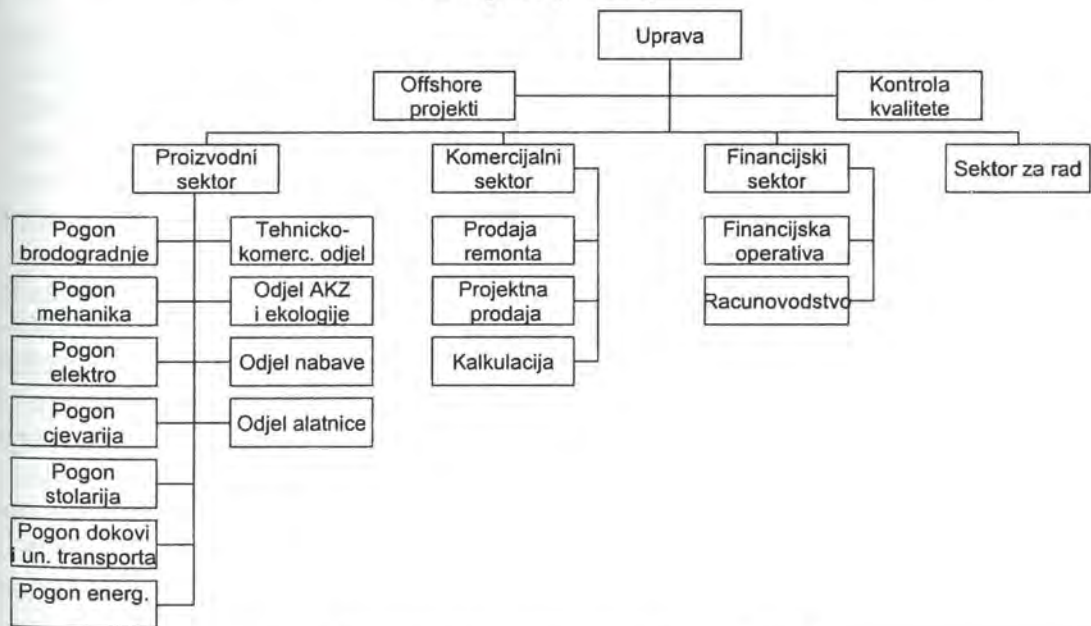 Uprava
Offshore
projekti
Kontrola
kvalitete
Proizvodni
sektor
Komercijalni
sektor
Financijski
sektor
Sektor za rad
Pogon
brodogradnje
Tehnicko-
komerc. odjel
Pogon
mehanika
Odjel AKZ
i ekologije
Pogon
elektro
Odjel nabave
Pogon
cjevarija
Odjel alatnice
Pogon
stolarija
Pogon dokovi
i un. transporta
Pogon energ.
Prodaja
remonta
Projektna
prodaja
Kalkulacija
Financijska
operativa
Racunovodstvo